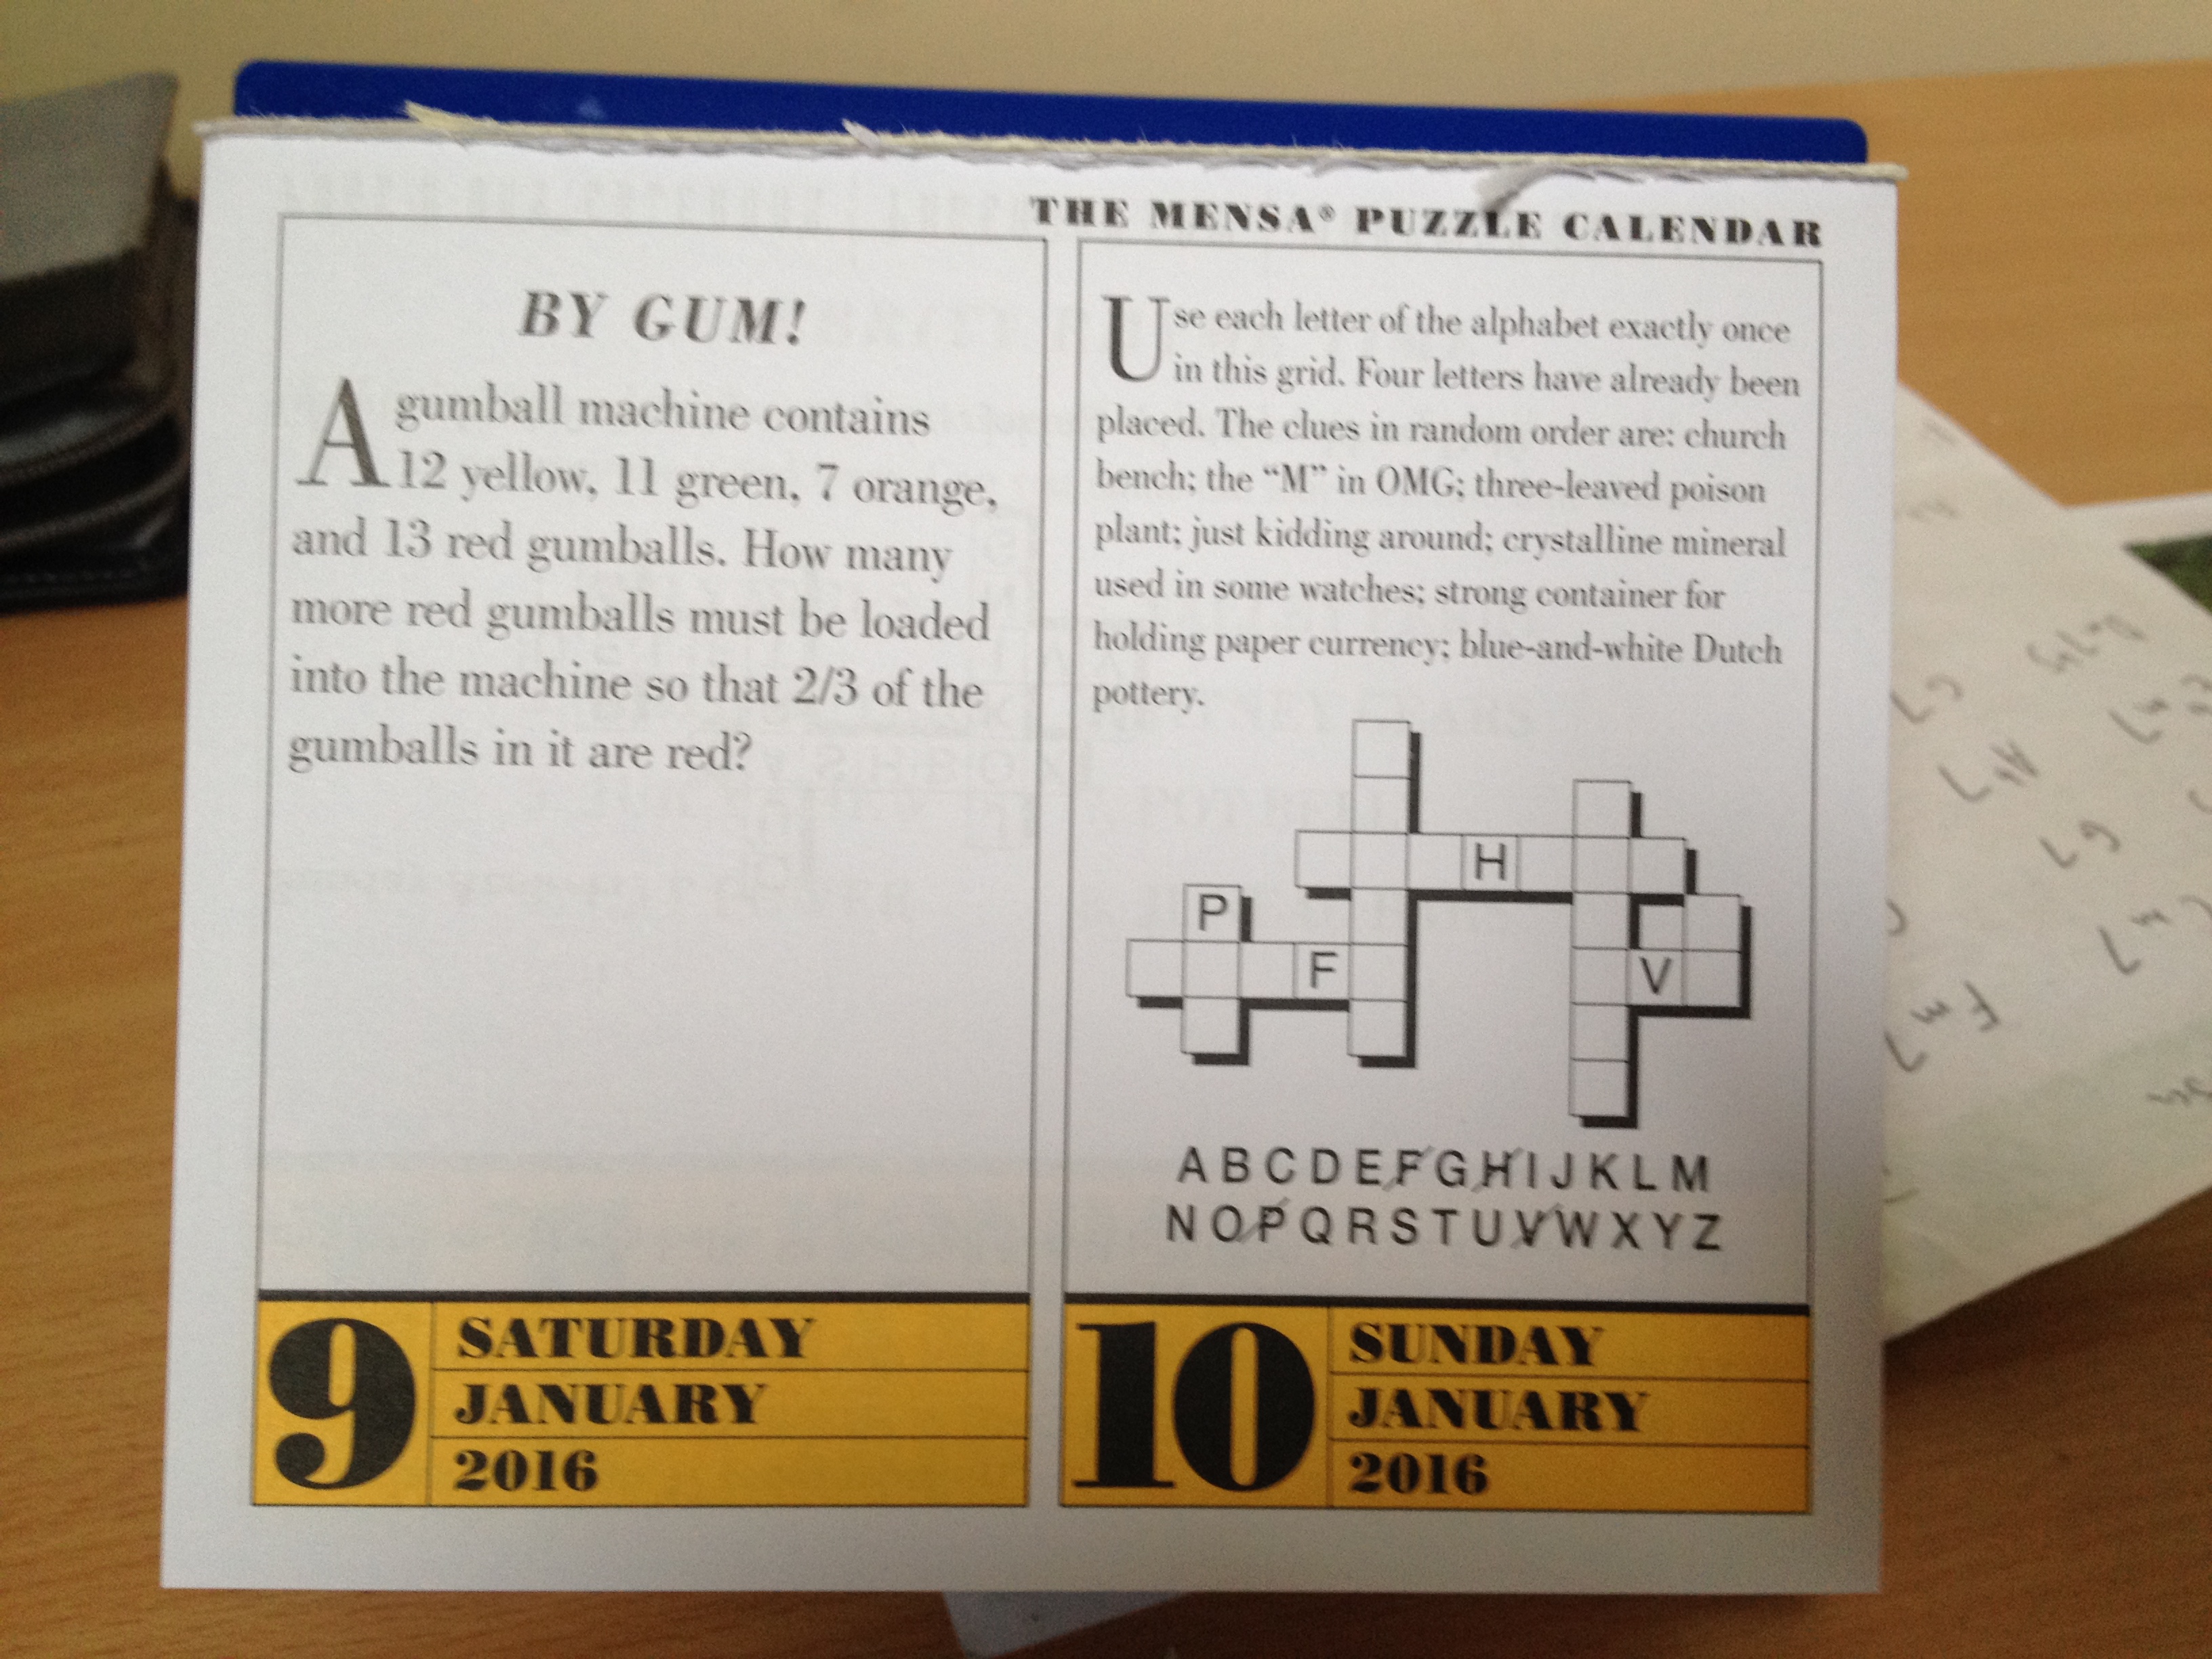 THE MENSA® PUZZLE CALENDAR
BY GUM!
A gumball machine contains
12 yellow, 11 green, 7 orange,
and 13 red gumballs. How many
more red gumballs must be loaded
into the machine so that 2/3 of the
gumballs in it are red?
9
SATURDAY
JANUARY
2016
Use each letter of the alphabet exactly once
in this grid. Four letters have already been
placed. The clues in random order are: church
bench; the “M” in OMG; three-leaved poison
plant; just kidding around; crystalline mineral
used in some watches; strong container for
holding paper currency; blue-and-white Dutch
pottery.
H
P
F
V
A B C D E F G H I J K L M
N O P Q R S T U V W X Y Z
10
SUNDAY
JANUARY
2016